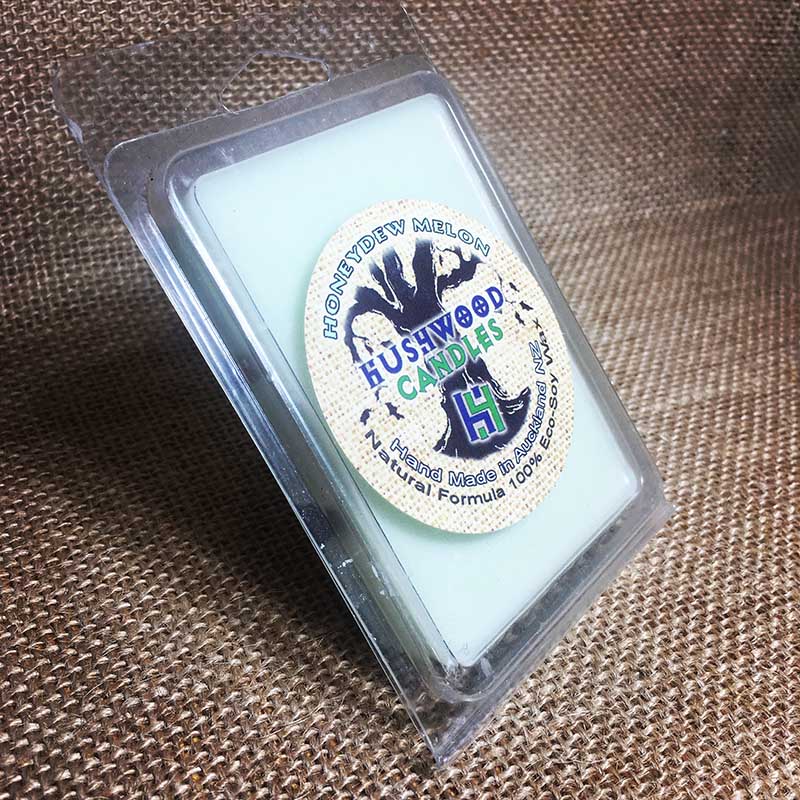 HONEYDEW MELON
HUSHWOOD
CANDLES
H
Hand Made in Auckland NZ
Natural Formula 100% Eco-Soy Wax